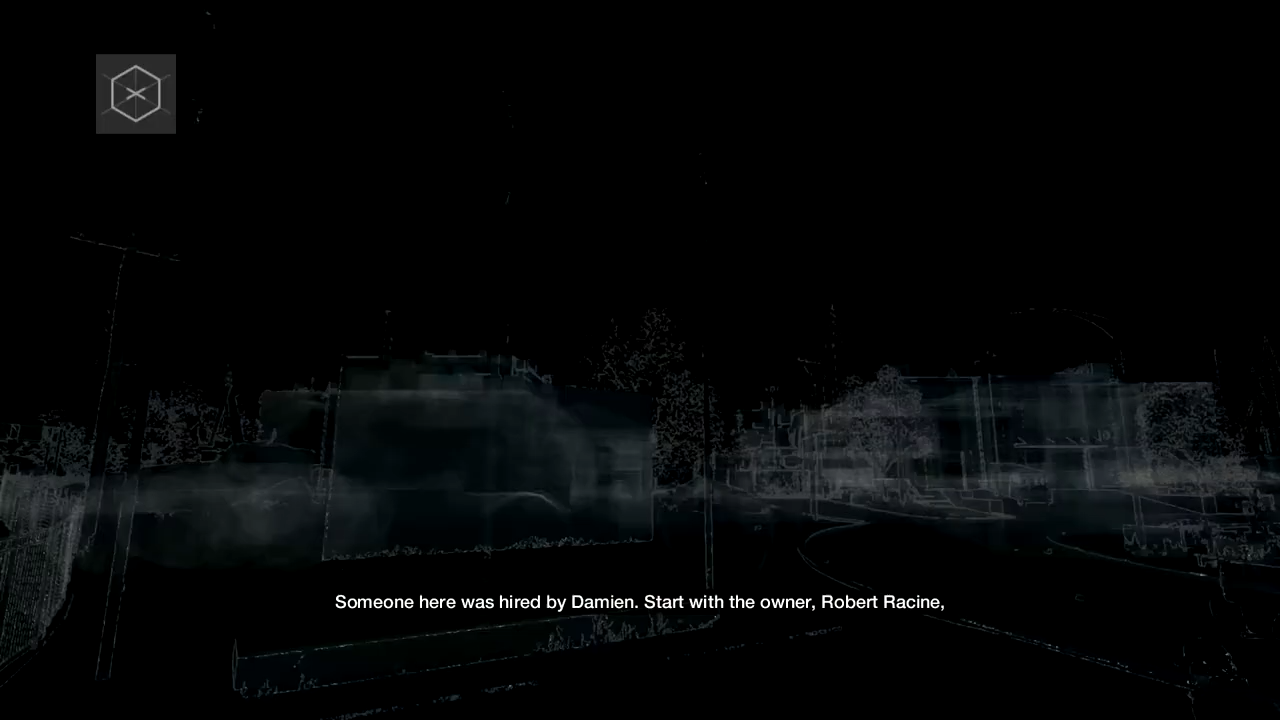 Someone here was hired by Damien. Start with the owner, Robert Racine,